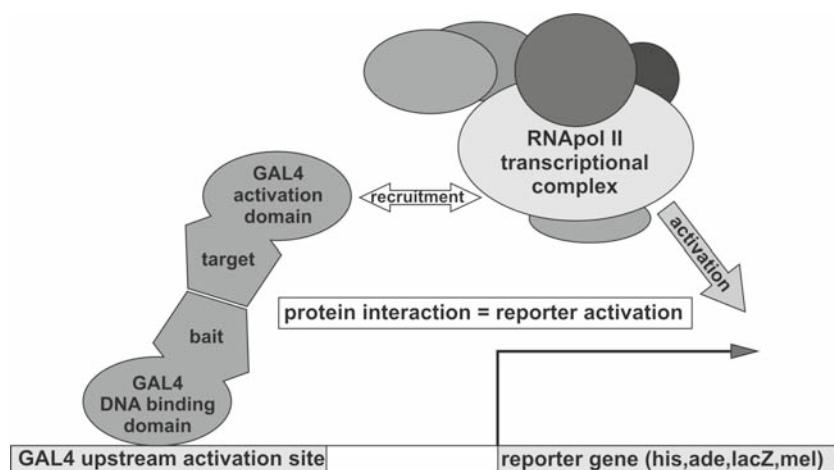 RNApol II
transcriptional
complex
GAL4
activation
domain
recruitment
activation
target
protein interaction = reporter activation
bait
GAL4
DNA binding
domain
GAL4 upstream activation site
reporter gene (his,ade,lacZ,mel)